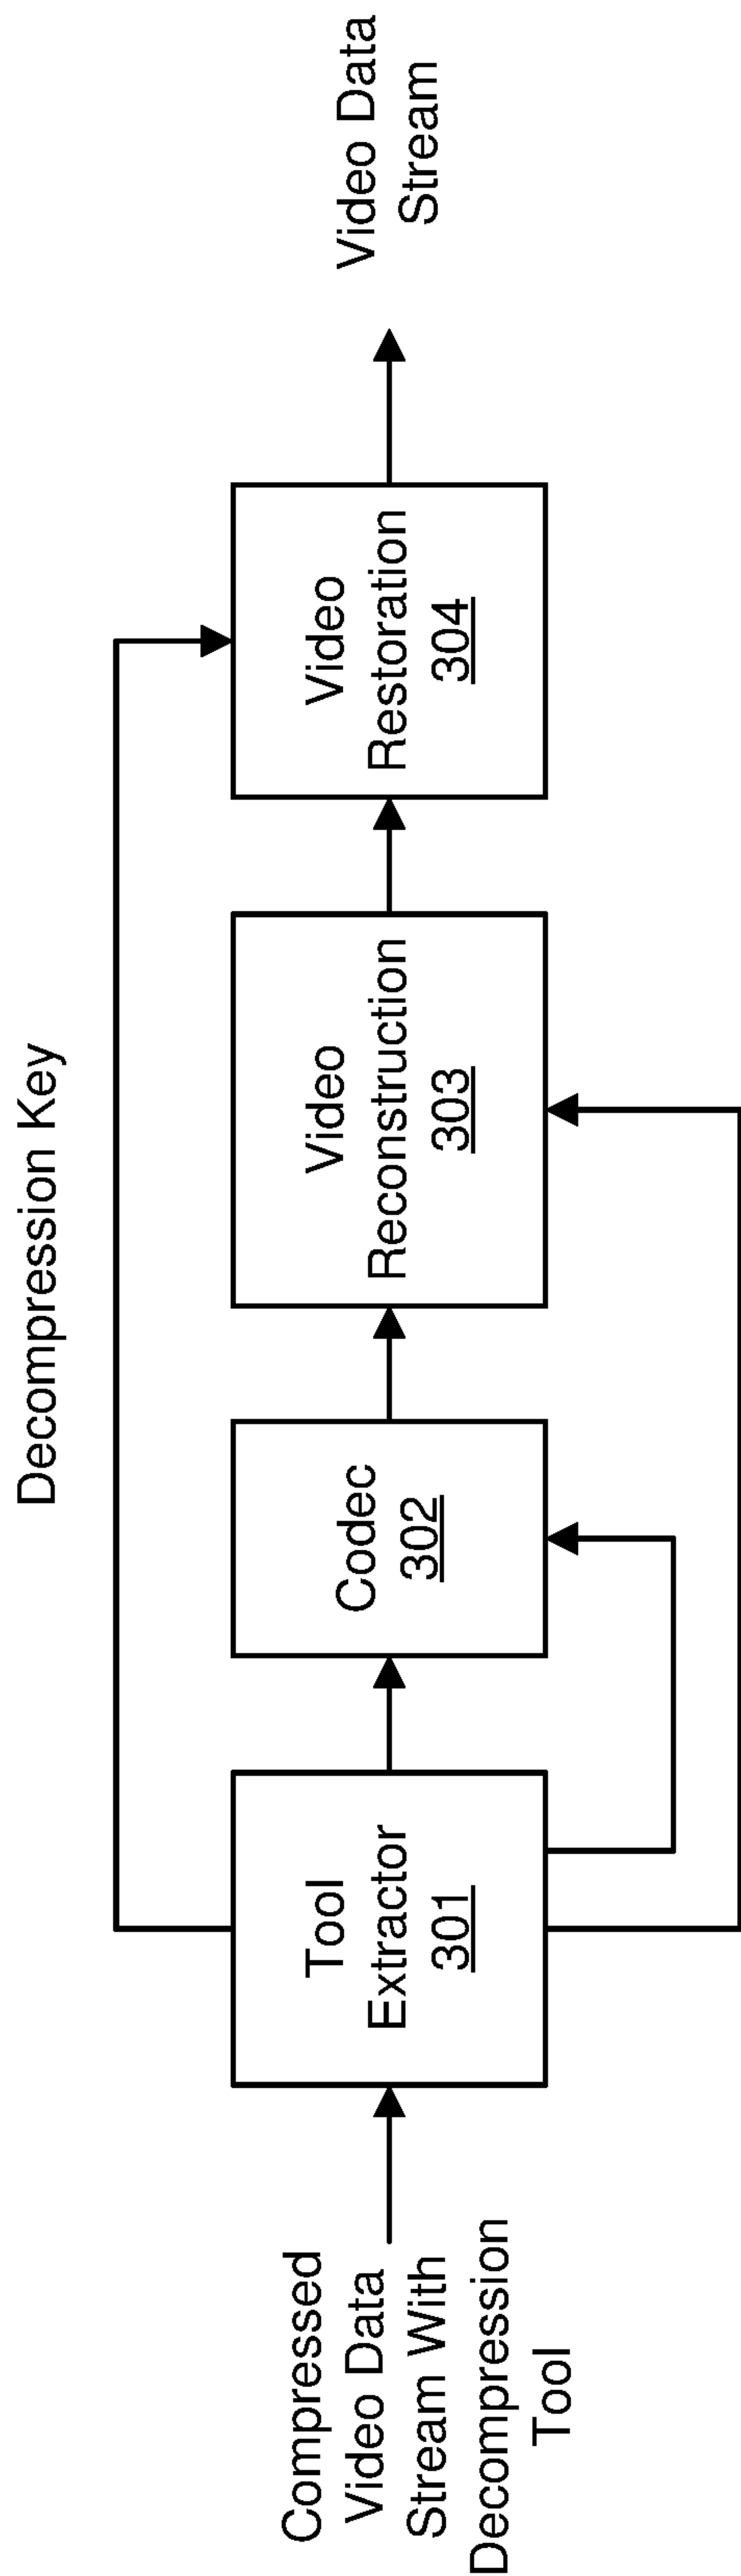 Decompression Key
Compressed
Video Data
Stream With
Decompression
Tool
Tool
Extractor
301
Codec
302
Video
Reconstruction
303
Video
Restoration
304
Video Data
Stream